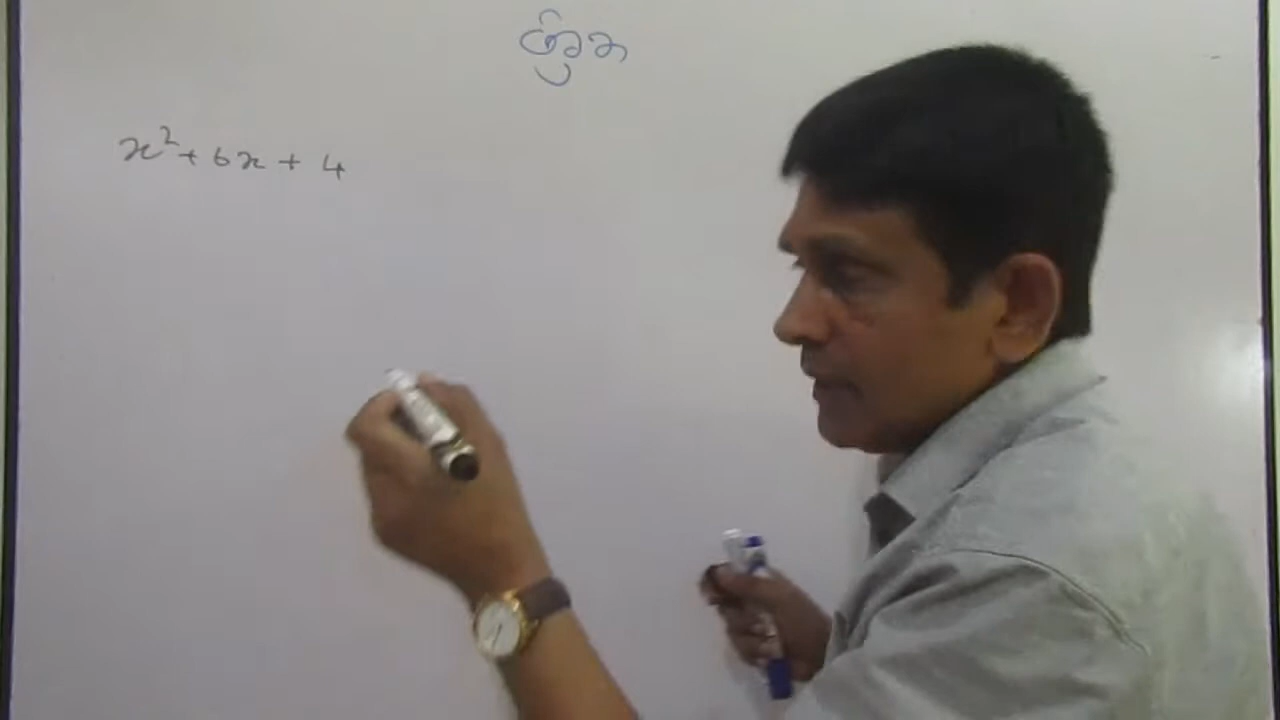 x² + 6x + 4